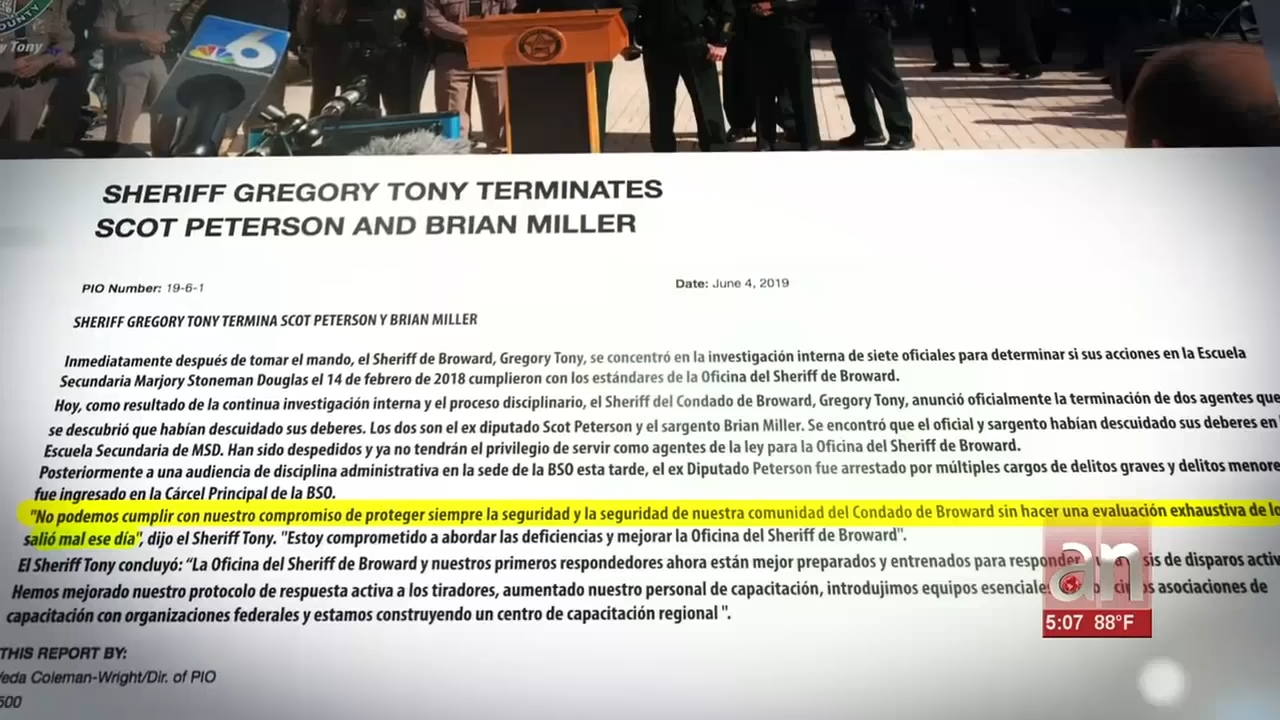 COUNTY
y Tony
6
SHERIFF GREGORY TONY TERMINATES
SCOT PETERSON AND BRIAN MILLER
PIO Number: 19-6-1
Date: June 4, 2019
SHERIFF GREGORY TONY TERMINA SCOT PETERSON Y BRIAN MILLER
Inmediatamente después de tomar el mando, el Sheriff de Broward, Gregory Tony, se concentró en la investigación interna de siete oficiales para determinar si sus acciones en la Escuela
Secundaria Marjory Stoneman Douglas el 14 de febrero de 2018 cumplieron con los estándares de la Oficina del Sheriff de Broward.
Hoy, como resultado de la continua investigación interna y el proceso disciplinario, el Sheriff del Condado de Broward, Gregory Tony, anunció oficialmente la terminación de dos agentes que
se descubrió que habían descuidado sus deberes. Los dos son el ex diputado Scot Peterson y el sargento Brian Miller. Se encontró que el oficial y sargento habían descuidado sus deberes en
Escuela Secundaria de MSD. Han sido despedidos y ya no tendrán el privilegio de servir como agentes de la ley para la Oficina del Sheriff de Broward.
Posteriormente a una audiencia de disciplina administrativa en la sede de la BSO esta tarde, el ex Diputado Peterson fue arrestado por múltiples cargos de delitos graves y delitos menore
fue ingresado en la Cárcel Principal de la BSO.
"No podemos cumplir con nuestro compromiso de proteger siempre la seguridad y la seguridad de nuestra comunidad del Condado de Broward sin hacer una evaluación exhaustiva de lo
salió mal ese día", dijo el Sheriff Tony. "Estoy comprometido a abordar las deficiencias y mejorar la Oficina del Sheriff de Broward".
El Sheriff Tony concluyó: “La Oficina del Sheriff de Broward y nuestros primeros respondedores ahora están mejor preparados y entrenados para responder sis de disparos activ
Hemos mejorado nuestro protocolo de respuesta activa a los tiradores, aumentado nuestro personal de capacitación, introdujimos equipos esenciales asociaciones de
capacitación con organizaciones federales y estamos construyendo un centro de capacitación regional ".
an
5:07 88°F
THIS REPORT BY:
Veda Coleman-Wright/Dir. of PIO
500